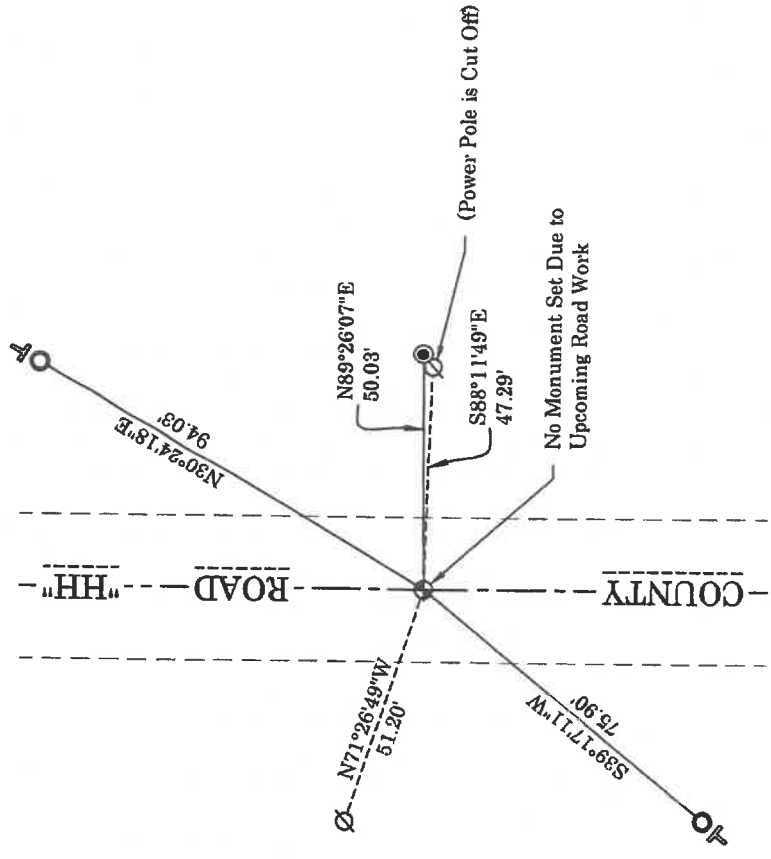 N30°24'18"E
94.03'
N89°26'07"E
50.03'
(Power Pole is Cut Off)
S88°11'49"E
47.29'
No Monument Set Due to
Upcoming Road Work
COUNTY ROAD "HH"
N71°26'49"W
51.20'
S39°17'11"W
75.90'